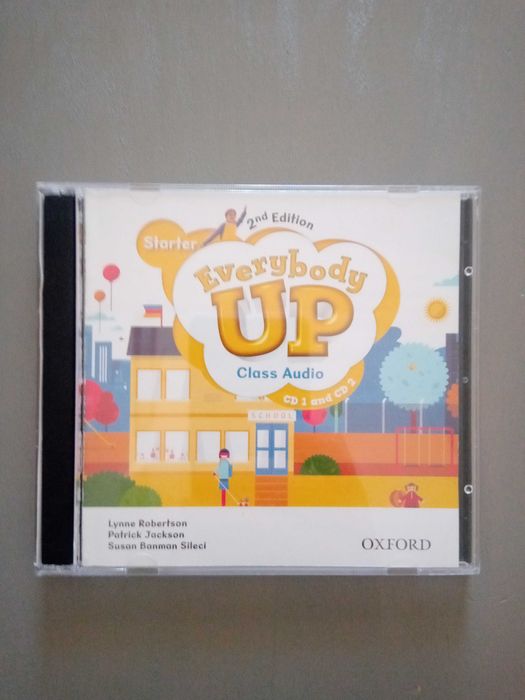 Starter
2nd Edition
Everybody
UP
Class Audio
CD 1 and CD 2
SCHOOL
Lynne Robertson
Patrick Jackson
Susan Banman Sileci
OXFORD